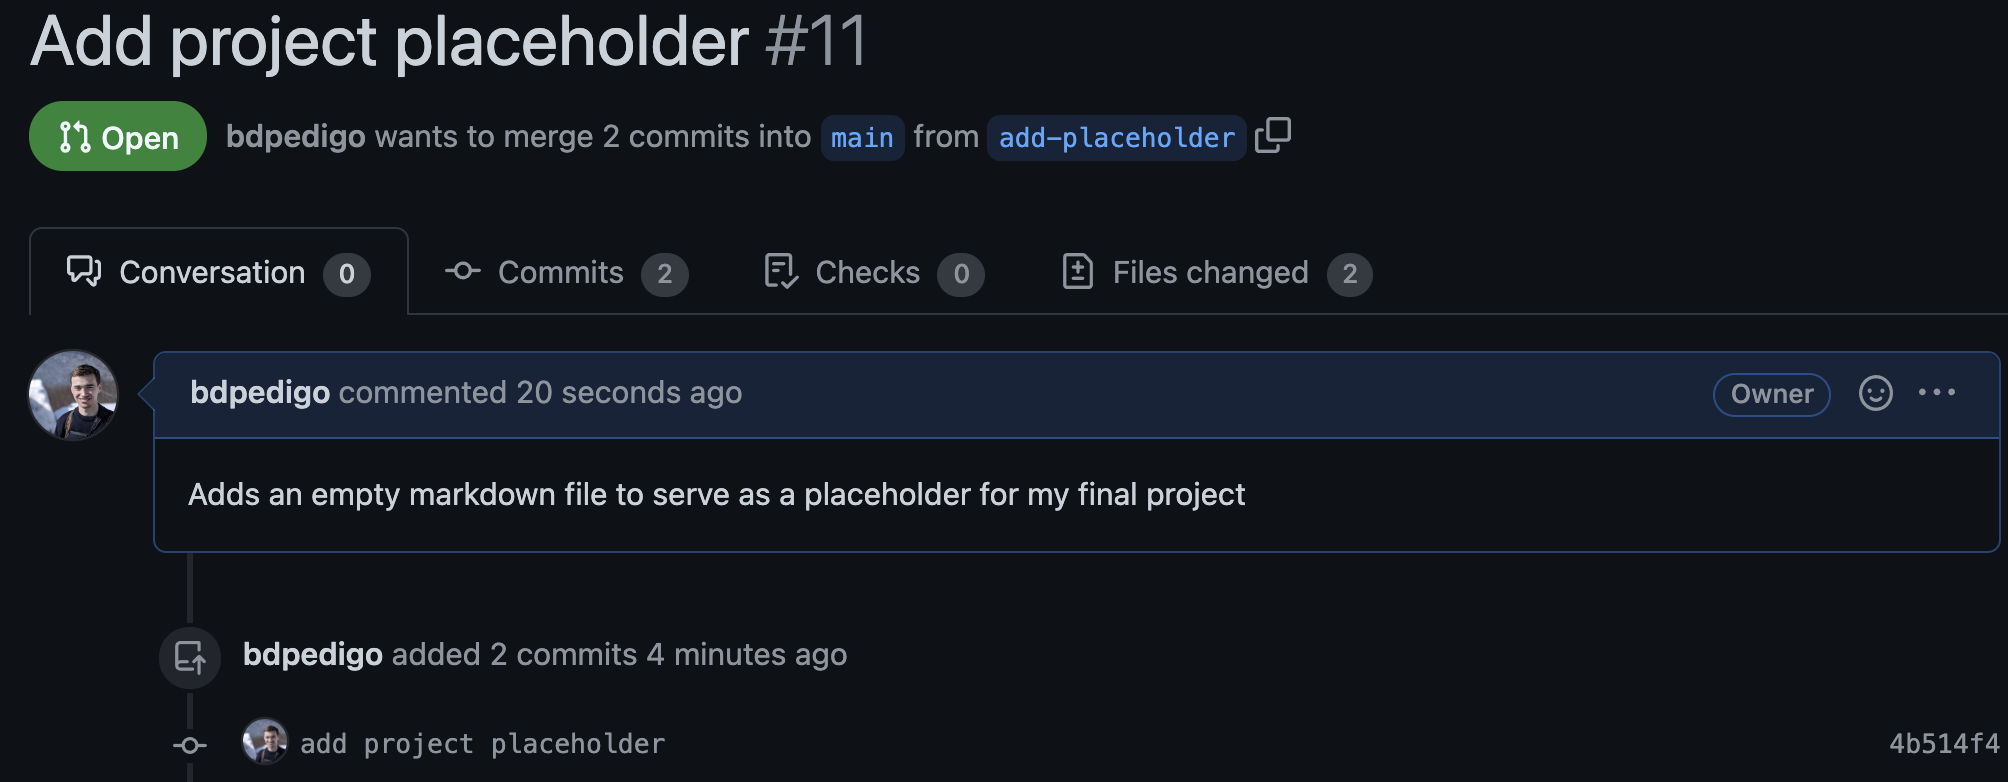 Add project placeholder #11
Open bdpedigo wants to merge 2 commits into main from add-placeholder
Conversation 0 Commits 2 Checks 0 Files changed 2
bdpedigo commented 20 seconds ago Owner
Adds an empty markdown file to serve as a placeholder for my final project
bdpedigo added 2 commits 4 minutes ago
add project placeholder 4b514f4